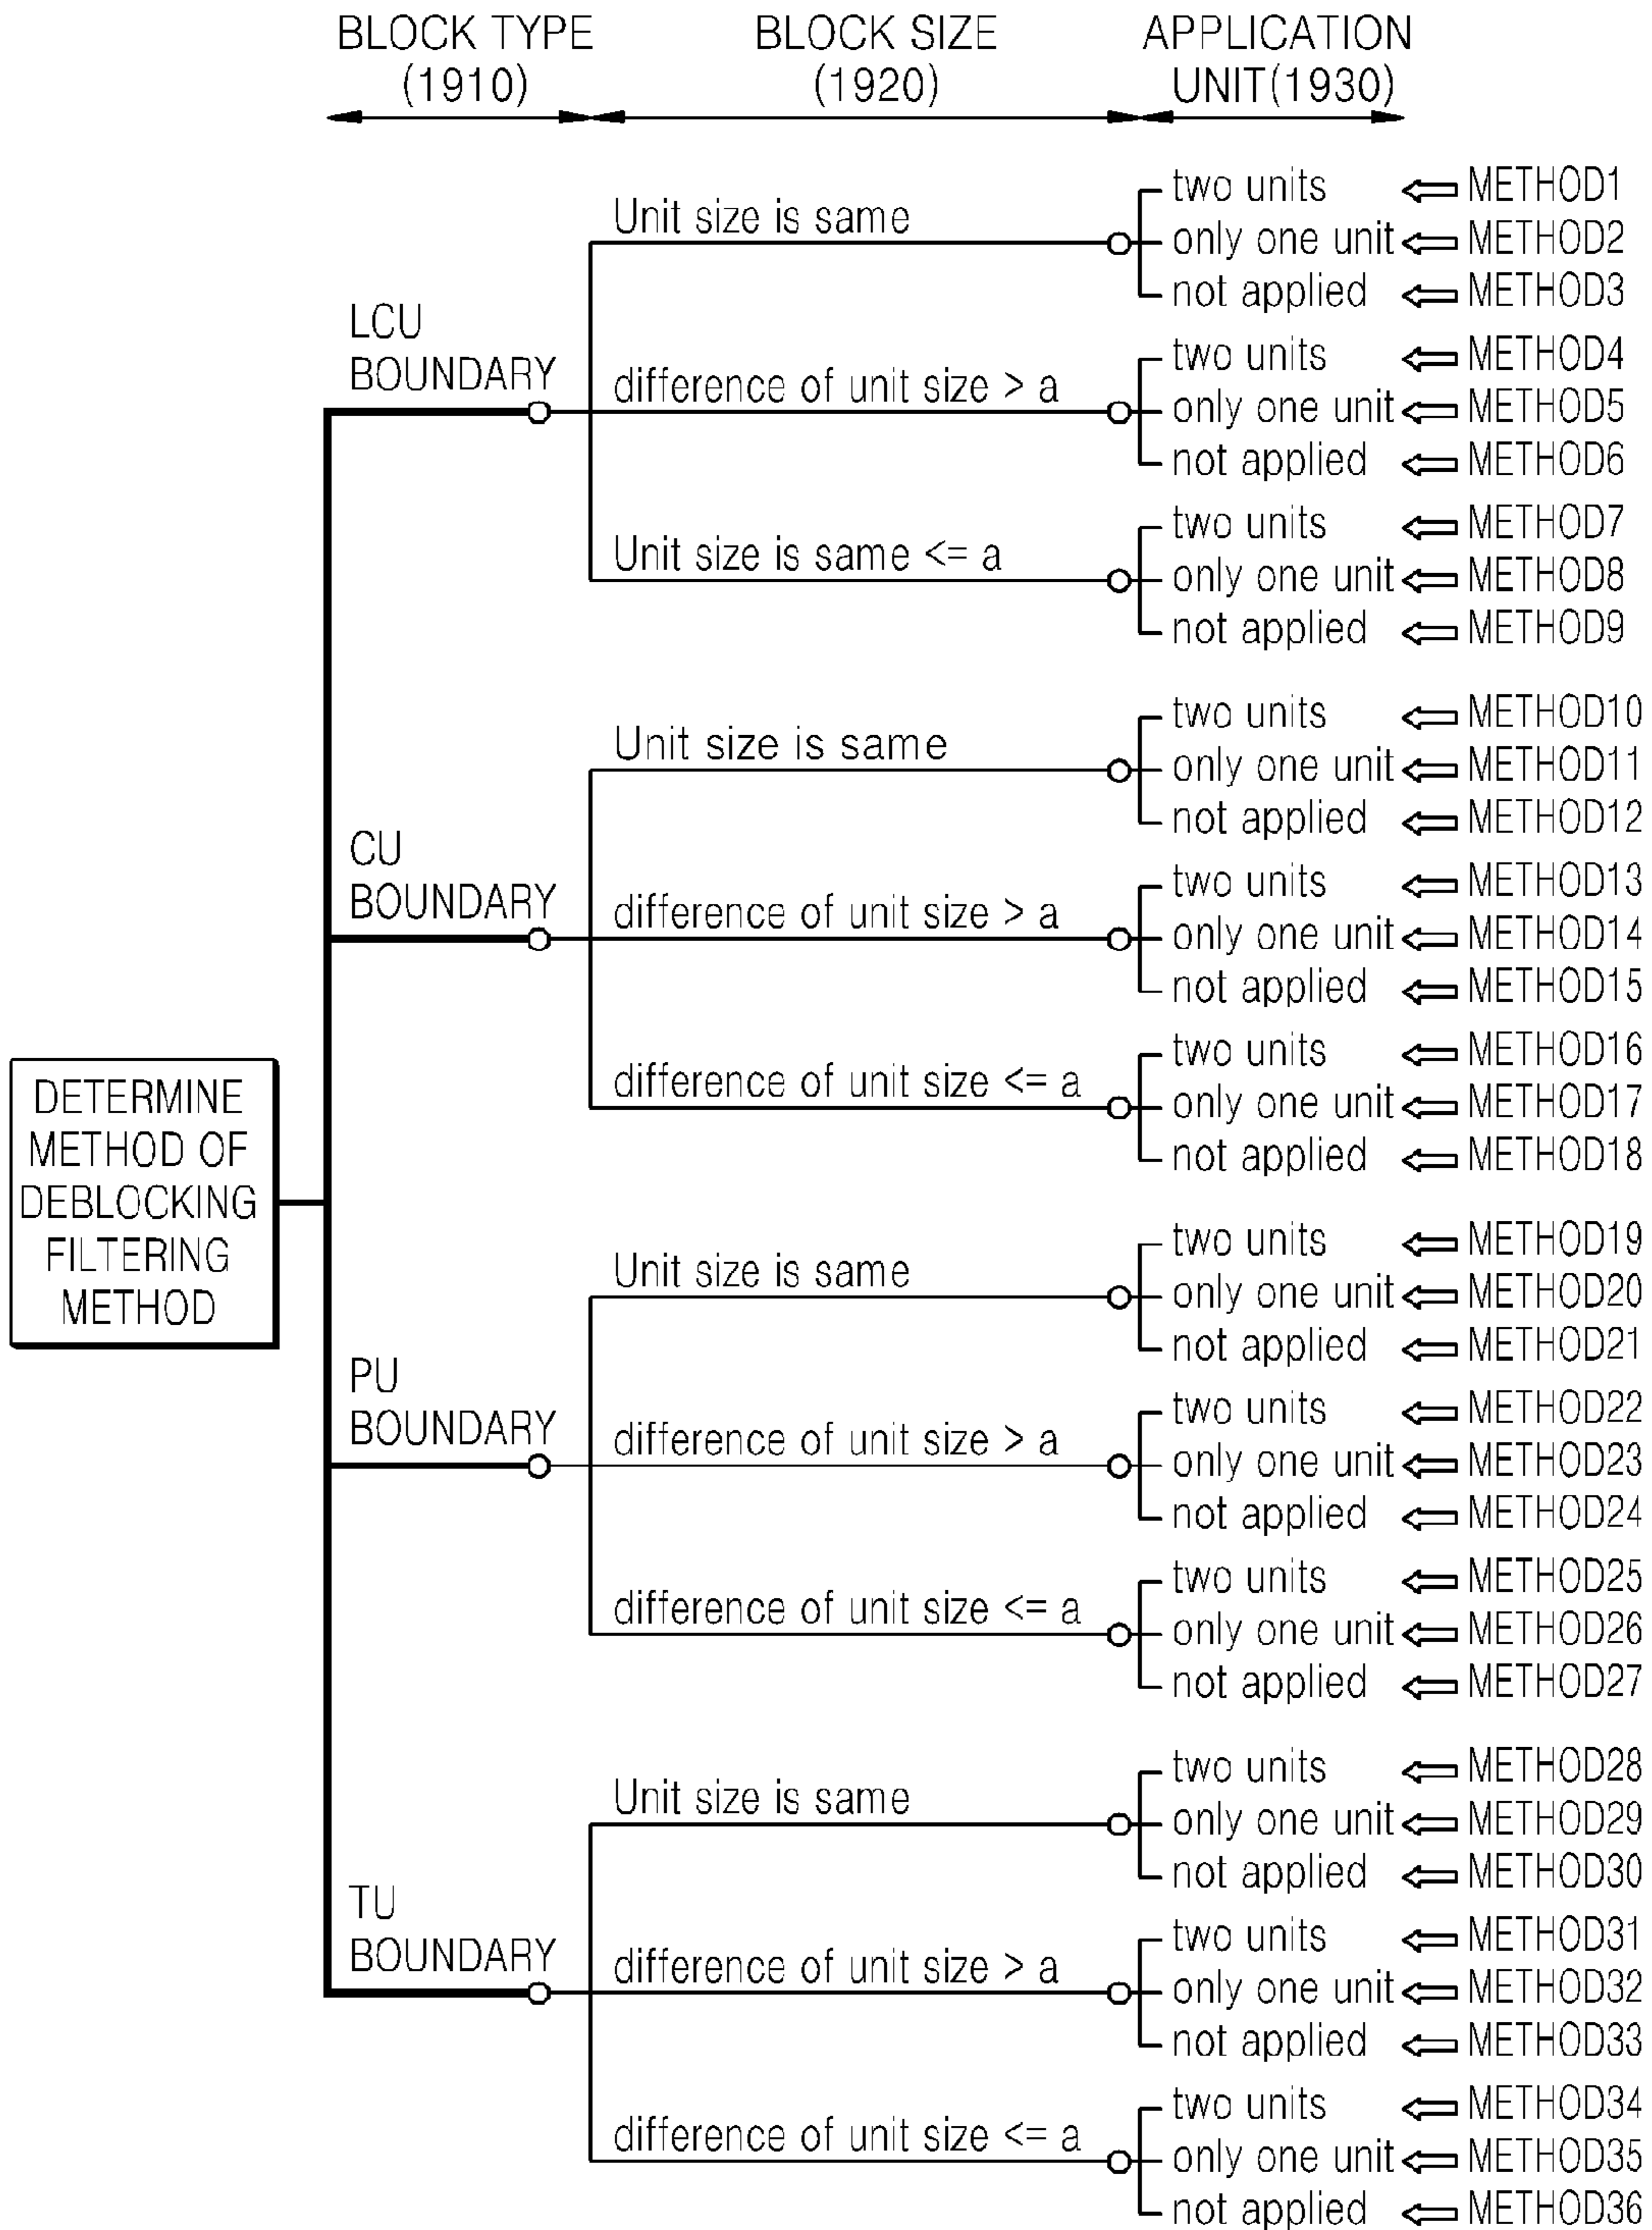 BLOCK TYPE
(1910)
BLOCK SIZE
(1920)
APPLICATION
UNIT(1930)
DETERMINE
METHOD OF
DEBLOCKING
FILTERING
METHOD
LCU
BOUNDARY
Unit size is same
two units METHOD1
only one unit METHOD2
not applied METHOD3
difference of unit size > a
two units METHOD4
only one unit METHOD5
not applied METHOD6
Unit size is same <= a
two units METHOD7
only one unit METHOD8
not applied METHOD9
CU
BOUNDARY
Unit size is same
two units METHOD10
only one unit METHOD11
not applied METHOD12
difference of unit size > a
two units METHOD13
only one unit METHOD14
not applied METHOD15
difference of unit size <= a
two units METHOD16
only one unit METHOD17
not applied METHOD18
PU
BOUNDARY
Unit size is same
two units METHOD19
only one unit METHOD20
not applied METHOD21
difference of unit size > a
two units METHOD22
only one unit METHOD23
not applied METHOD24
difference of unit size <= a
two units METHOD25
only one unit METHOD26
not applied METHOD27
TU
BOUNDARY
Unit size is same
two units METHOD28
only one unit METHOD29
not applied METHOD30
difference of unit size > a
two units METHOD31
only one unit METHOD32
not applied METHOD33
difference of unit size <= a
two units METHOD34
only one unit METHOD35
not applied METHOD36